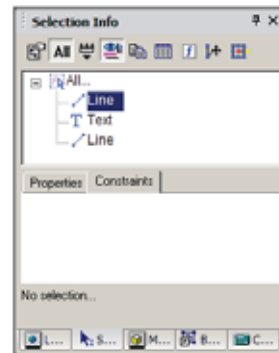 Selection Info
All
All...
Line
T Text
Line
Properties Constraints
No selection...
L... S... M... B... C...